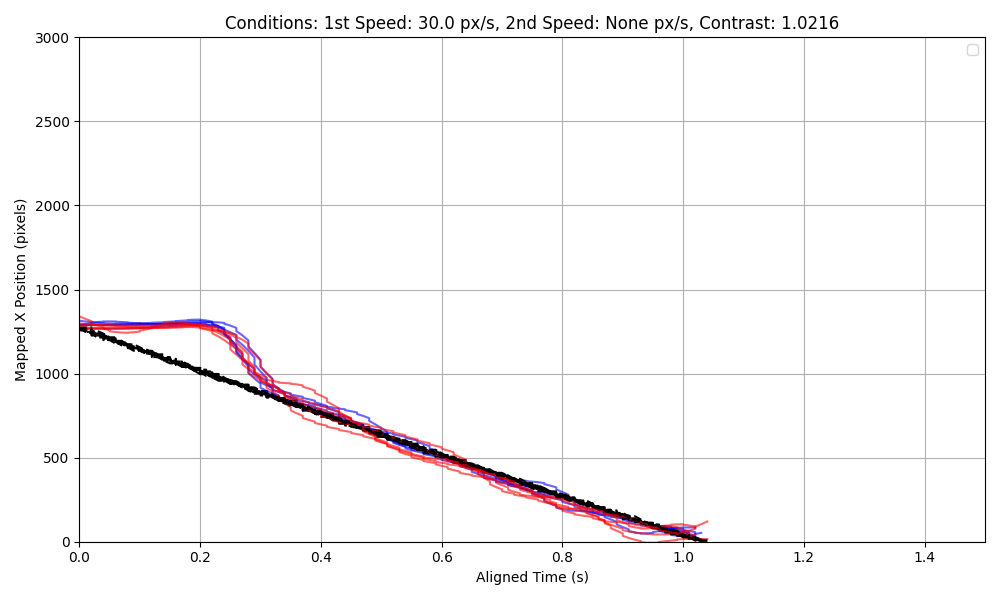 Conditions: 1st Speed: 30.0 px/s, 2nd Speed: None px/s, Contrast: 1.0216
3000
2500
2000
1500
1000
500
0
Mapped X Position (pixels)
0.0 0.2 0.4 0.6 0.8 1.0 1.2 1.4
Aligned Time (s)